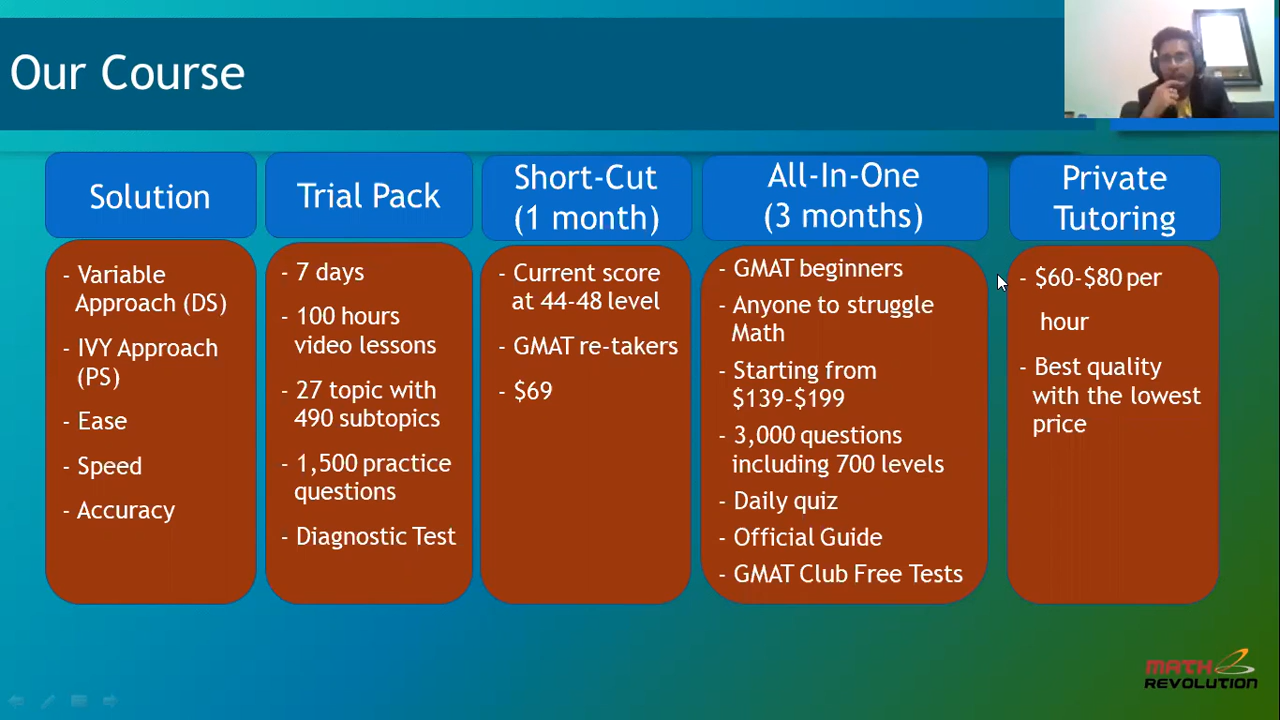 Our Course
Solution
- Variable
Approach (DS)
- IVY Approach
(PS)
- Ease
- Speed
- Accuracy
Trial Pack
- 7 days
- 100 hours
video lessons
- 27 topic with
490 subtopics
- 1,500 practice
questions
- Diagnostic Test
Short-Cut
(1 month)
- Current score
at 44-48 level
- GMAT re-takers
- $69
All-In-One
(3 months)
- GMAT beginners
- Anyone to struggle
Math
- Starting from
$139-$199
- 3,000 questions
including 700 levels
- Daily quiz
- Official Guide
- GMAT Club Free Tests
Private
Tutoring
- $60-$80 per
hour
- Best quality
with the lowest
price
MATH
REVOLUTION